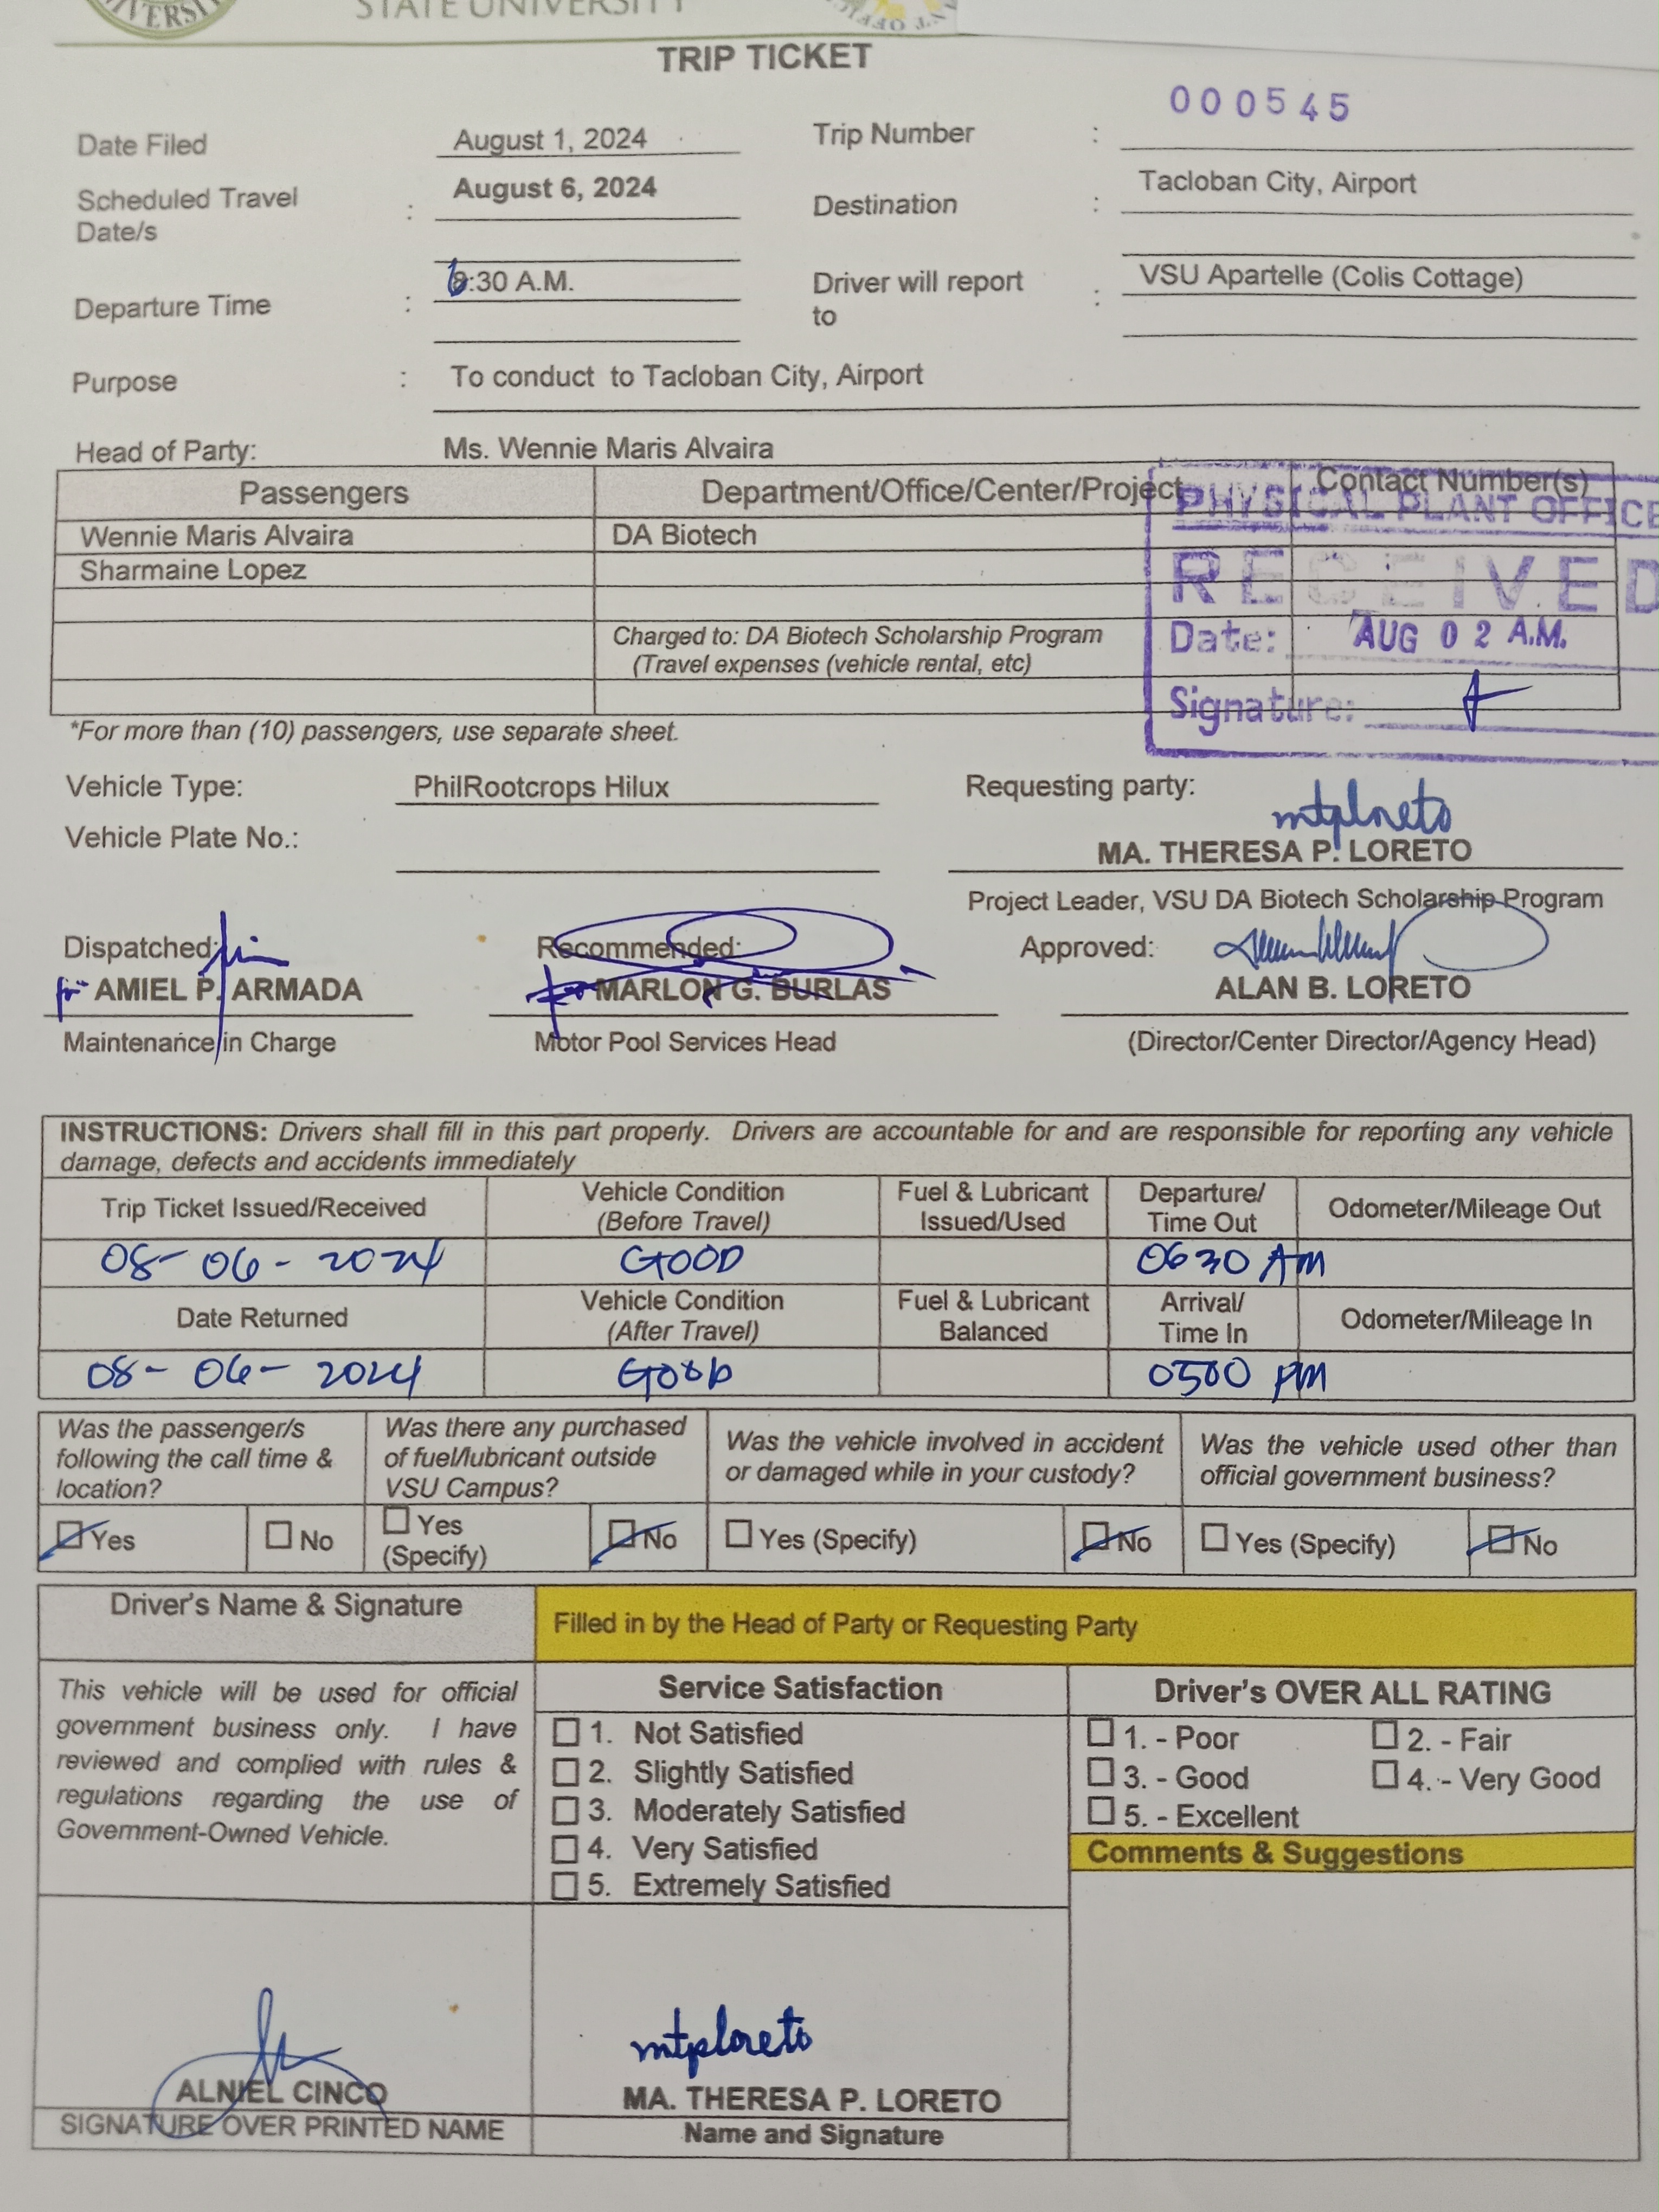 STATE UNIVERSITY
TRIP TICKET
000545
Date Filed August 1, 2024 Trip Number :
Scheduled Travel Date/s : August 6, 2024 Destination : Tacloban City, Airport
Departure Time : 6:30 A.M. Driver will report to : VSU Apartelle (Colis Cottage)
Purpose : To conduct to Tacloban City, Airport
Head of Party: Ms. Wennie Maris Alvaira
Passengers Department/Office/Center/Project Contact Number(s)
Wennie Maris Alvaira DA Biotech
Sharmaine Lopez
Charged to: DA Biotech Scholarship Program
(Travel expenses (vehicle rental, etc)
PHYSICAL PLANT OFFICE
RECEIVED
Date: AUG 02 A.M.
Signature:
*For more than (10) passengers, use separate sheet.
Vehicle Type: PhilRootcrops Hilux Requesting party:
mtploreto
Vehicle Plate No.: MA. THERESA P. LORETO
Project Leader, VSU DA Biotech Scholarship Program
Dispatched: Recommended: Approved:
for AMIEL P. ARMADA for MARLON G. BURLAS ALAN B. LORETO
Maintenance in Charge Motor Pool Services Head (Director/Center Director/Agency Head)
INSTRUCTIONS: Drivers shall fill in this part properly. Drivers are accountable for and are responsible for reporting any vehicle
damage, defects and accidents immediately
Trip Ticket Issued/Received Vehicle Condition (Before Travel) Fuel & Lubricant Issued/Used Departure/ Time Out Odometer/Mileage Out
08-06-2024 GOOD 0630 AM
Date Returned Vehicle Condition (After Travel) Fuel & Lubricant Balanced Arrival/ Time In Odometer/Mileage In
08-06-2024 GOOD 0500 PM
Was the passenger/s following the call time & location? Was there any purchased of fuel/lubricant outside VSU Campus? Was the vehicle involved in accident or damaged while in your custody? Was the vehicle used other than official government business?
Yes No Yes (Specify) No Yes (Specify) No Yes (Specify) No
Driver's Name & Signature Filled in by the Head of Party or Requesting Party
This vehicle will be used for official
government business only. I have
reviewed and complied with rules &
regulations regarding the use of
Government-Owned Vehicle.
Service Satisfaction
1. Not Satisfied
2. Slightly Satisfied
3. Moderately Satisfied
4. Very Satisfied
5. Extremely Satisfied
Driver's OVER ALL RATING
1. - Poor 2. - Fair
3. - Good 4. - Very Good
5. - Excellent
Comments & Suggestions
mtploreto
ALNIEL CINCO MA. THERESA P. LORETO
SIGNATURE OVER PRINTED NAME Name and Signature